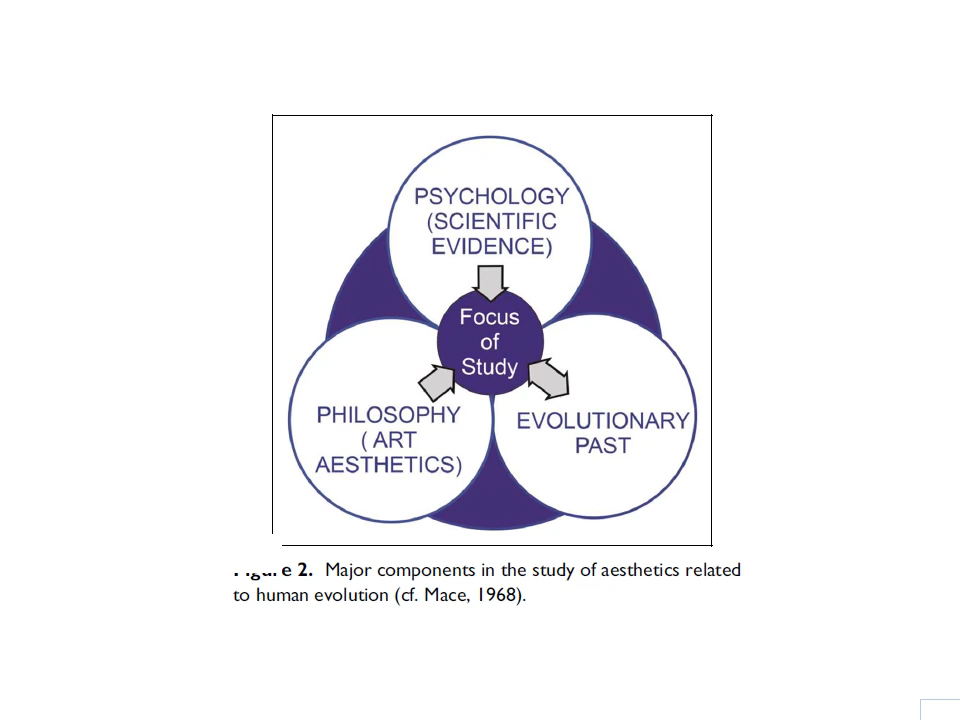 PSYCHOLOGY
(SCIENTIFIC
EVIDENCE)
Focus
of
Study
PHILOSOPHY
( ART
AESTHETICS)
EVOLUTIONARY
PAST
Figure 2. Major components in the study of aesthetics related
to human evolution (cf. Mace, 1968).